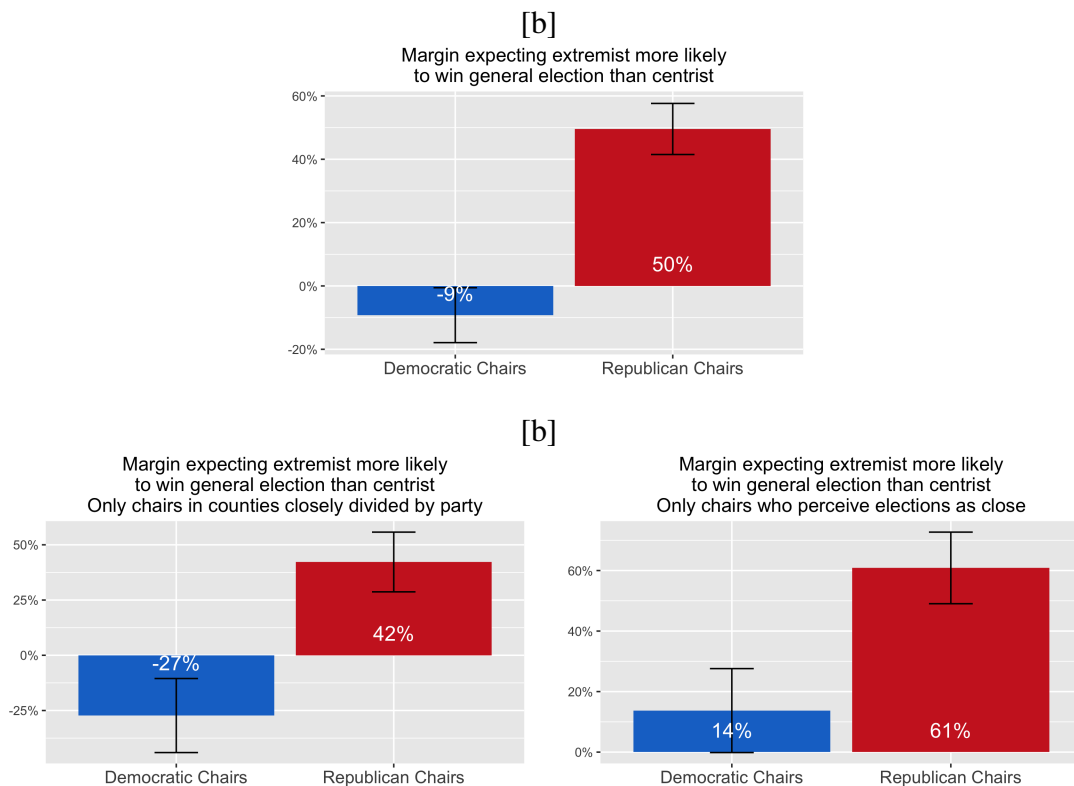 [b]
Margin expecting extremist more likely
to win general election than centrist
60%
40%
20%
0%
-20%
-9%
50%
Democratic Chairs
Republican Chairs
[b]
Margin expecting extremist more likely
to win general election than centrist
Only chairs in counties closely divided by party
50%
25%
0%
-25%
-27%
42%
Democratic Chairs
Republican Chairs
Margin expecting extremist more likely
to win general election than centrist
Only chairs who perceive elections as close
60%
40%
20%
0%
14%
61%
Democratic Chairs
Republican Chairs